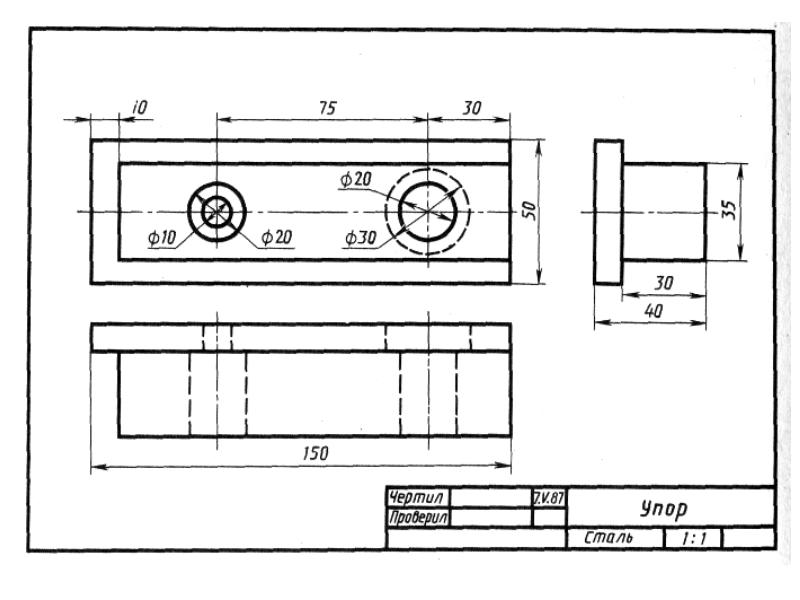 10 75 30
ϕ20
50
35
ϕ10 ϕ20 ϕ30
30
40
150
Чертил 7.V.87
Проверил
Упор
Сталь 1:1